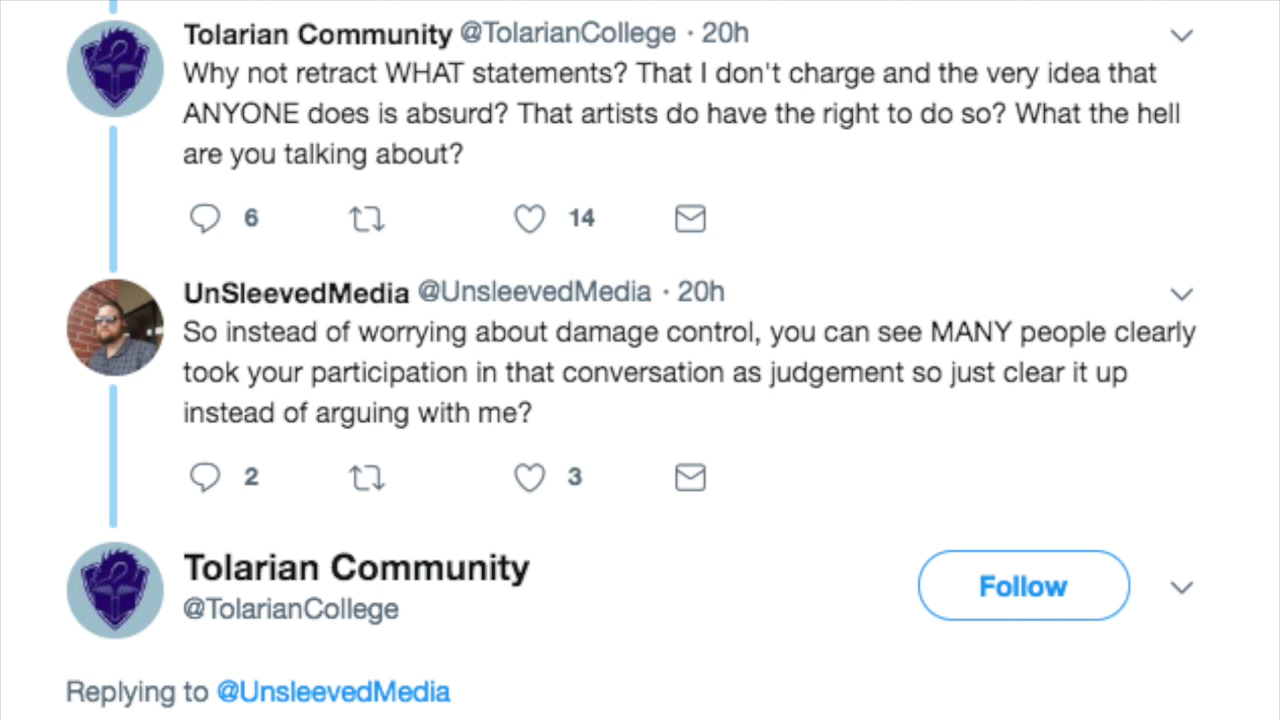 Tolarian Community @TolarianCollege · 20h
Why not retract WHAT statements? That I don't charge and the very idea that
ANYONE does is absurd? That artists do have the right to do so? What the hell
are you talking about?
6 14
UnSleevedMedia @UnsleevedMedia · 20h
So instead of worrying about damage control, you can see MANY people clearly
took your participation in that conversation as judgement so just clear it up
instead of arguing with me?
2 3
Tolarian Community
@TolarianCollege
Follow
Replying to @UnsleevedMedia